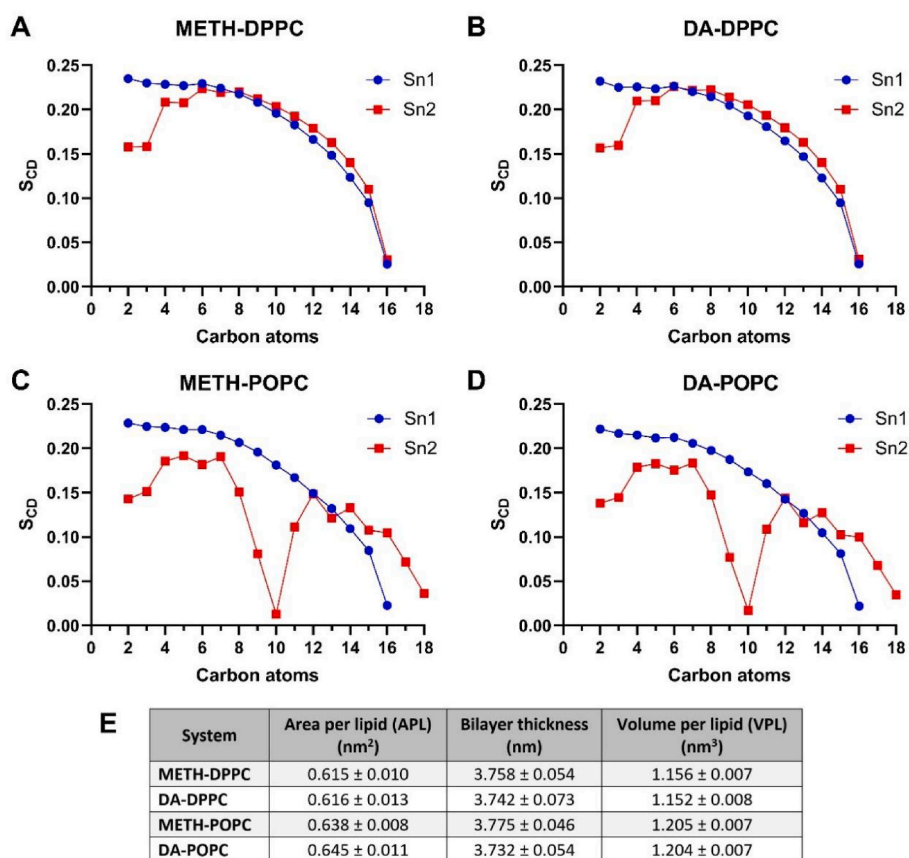 A
METH-DPPC
0.25
0.20
0.15
0.10
0.05
0.00
S_CD
0 2 4 6 8 10 12 14 16 18
Carbon atoms
Sn1
Sn2
B
DA-DPPC
0.25
0.20
0.15
0.10
0.05
0.00
S_CD
0 2 4 6 8 10 12 14 16 18
Carbon atoms
Sn1
Sn2
C
METH-POPC
0.25
0.20
0.15
0.10
0.05
0.00
S_CD
0 2 4 6 8 10 12 14 16 18
Carbon atoms
Sn1
Sn2
D
DA-POPC
0.25
0.20
0.15
0.10
0.05
0.00
S_CD
0 2 4 6 8 10 12 14 16 18
Carbon atoms
Sn1
Sn2
E
System Area per lipid (APL) (nm²) Bilayer thickness (nm) Volume per lipid (VPL) (nm³)
METH-DPPC 0.615 ± 0.010 3.758 ± 0.054 1.156 ± 0.007
DA-DPPC 0.616 ± 0.013 3.742 ± 0.073 1.152 ± 0.008
METH-POPC 0.638 ± 0.008 3.775 ± 0.046 1.205 ± 0.007
DA-POPC 0.645 ± 0.011 3.732 ± 0.054 1.204 ± 0.007